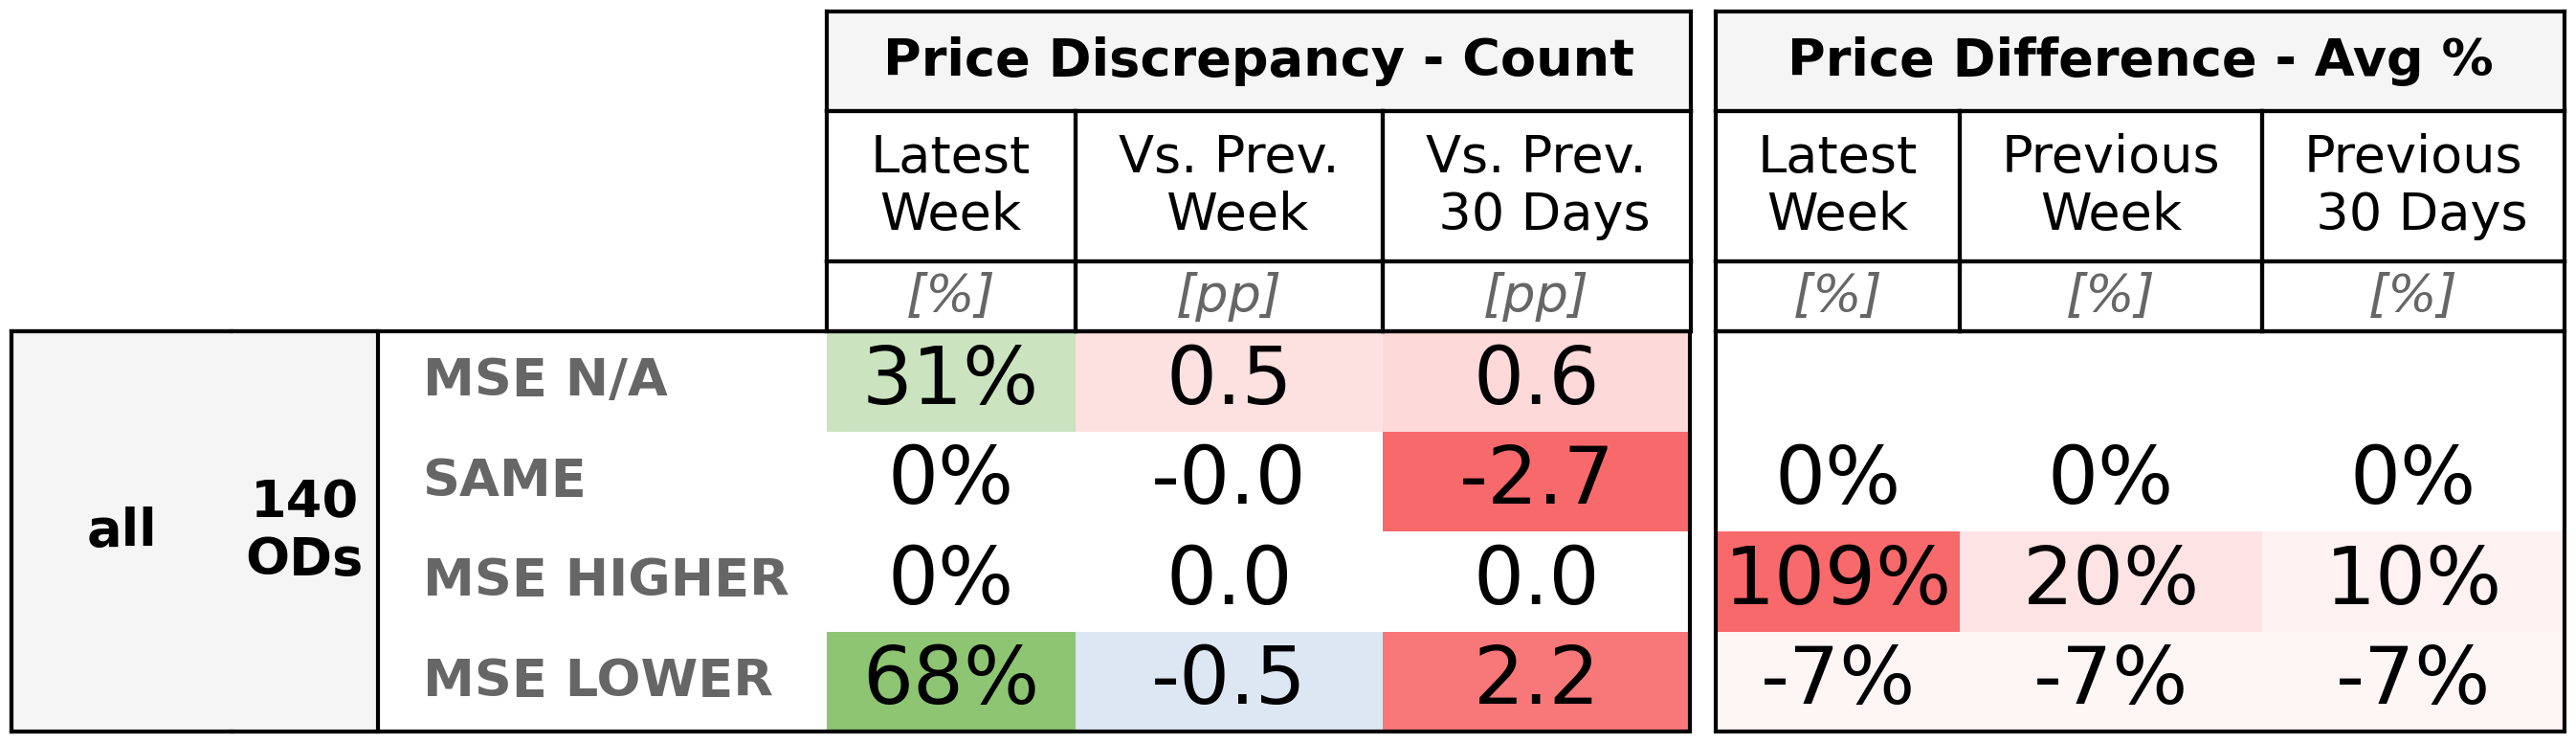 Price Discrepancy - Count Price Difference - Avg %
Latest Week Vs. Prev. Week Vs. Prev. 30 Days Latest Week Previous Week Previous 30 Days
[%] [pp] [pp] [%] [%] [%]
all 140 ODs
MSE N/A 31% 0.5 0.6
SAME 0% -0.0 -2.7 0% 0% 0%
MSE HIGHER 0% 0.0 0.0 109% 20% 10%
MSE LOWER 68% -0.5 2.2 -7% -7% -7%